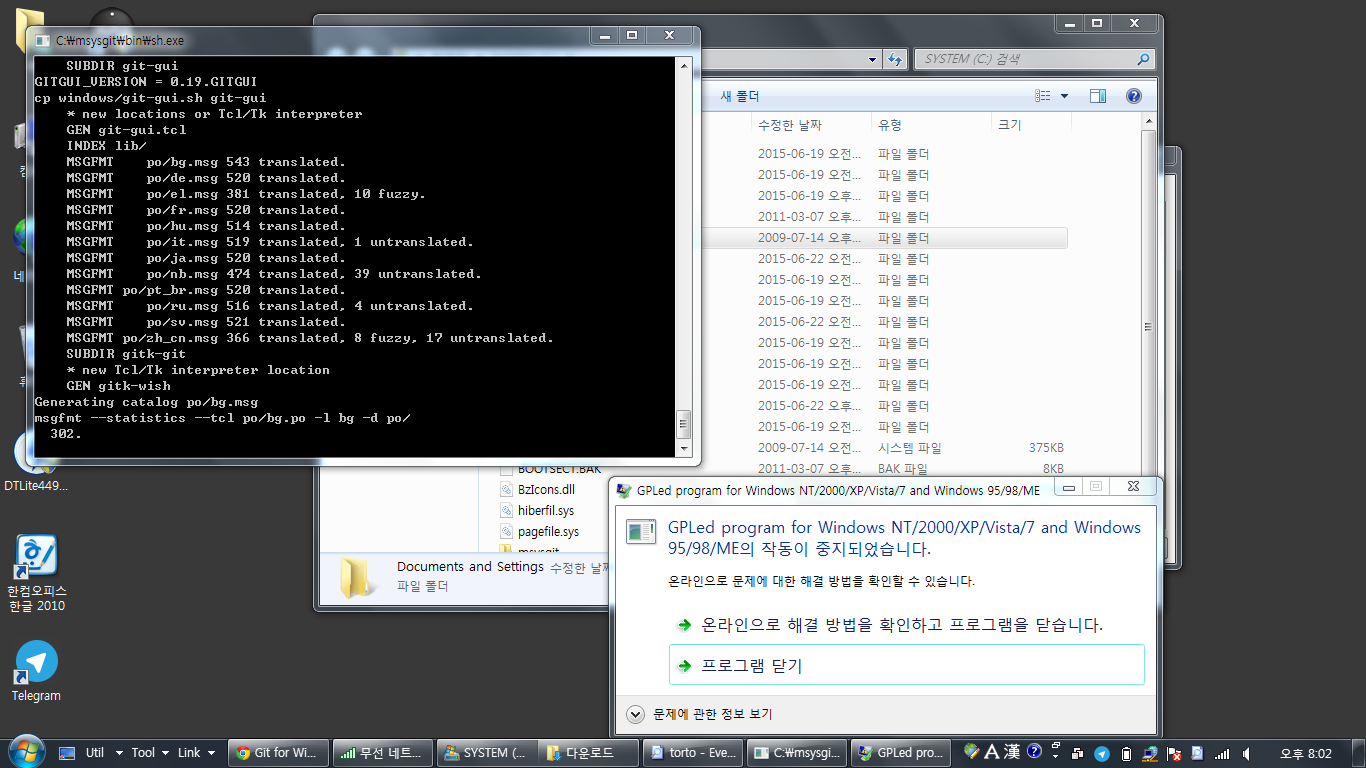 C:\msysgit\bin\sh.exe
SUBDIR git-gui
GITGUI_VERSION = 0.19.GITGUI
cp windows/git-gui.sh git-gui
* new locations or Tcl/Tk interpreter
GEN git-gui.tcl
INDEX lib/
MSGFMT po/bg.msg 543 translated.
MSGFMT po/de.msg 520 translated.
MSGFMT po/el.msg 381 translated, 10 fuzzy.
MSGFMT po/fr.msg 520 translated.
MSGFMT po/hu.msg 514 translated.
MSGFMT po/it.msg 519 translated, 1 untranslated.
MSGFMT po/ja.msg 520 translated.
MSGFMT po/nb.msg 474 translated, 39 untranslated.
MSGFMT po/pt_br.msg 520 translated.
MSGFMT po/ru.msg 516 translated, 4 untranslated.
MSGFMT po/sv.msg 521 translated.
MSGFMT po/zh_cn.msg 366 translated, 8 fuzzy, 17 untranslated.
SUBDIR gitk-git
* new Tcl/Tk interpreter location
GEN gitk-wish
Generating catalog po/bg.msg
msgfmt --statistics --tcl po/bg.po -l bg -d po/
302.
SYSTEM (C:) 검색
새 폴더
수정한 날짜 유형 크기
2015-06-19 오전... 파일 폴더
2015-06-19 오전... 파일 폴더
2015-06-19 오후... 파일 폴더
2011-03-07 오후... 파일 폴더
2009-07-14 오후... 파일 폴더
2015-06-22 오전... 파일 폴더
2015-06-19 오전... 파일 폴더
2015-06-19 오후... 파일 폴더
2015-06-22 오후... 파일 폴더
2015-06-19 오전... 파일 폴더
2015-06-19 오전... 파일 폴더
2015-06-19 오전... 파일 폴더
2015-06-22 오후... 파일 폴더
2015-06-19 오전... 파일 폴더
2009-07-14 오전... 시스템 파일 375KB
BOOTSECT.BAK 2011-03-07 오후... BAK 파일 8KB
BzIcons.dll
hiberfil.sys
pagefile.sys
msysgit
Documents and Settings 수정한 날짜
파일 폴더
GPLed program for Windows NT/2000/XP/Vista/7 and Windows 95/98/ME
GPLed program for Windows NT/2000/XP/Vista/7 and Windows
95/98/ME의 작동이 중지되었습니다.
온라인으로 문제에 대한 해결 방법을 확인할 수 있습니다.
온라인으로 해결 방법을 확인하고 프로그램을 닫습니다.
프로그램 닫기
문제에 관한 정보 보기
DTLite449...
한컴오피스
한글 2010
Telegram
Util Tool Link Git for Wi... 무선 네트... SYSTEM (... 다운로드 torto - Eve... C:\msysgi... GPLed pro... A 漢 오후 8:02